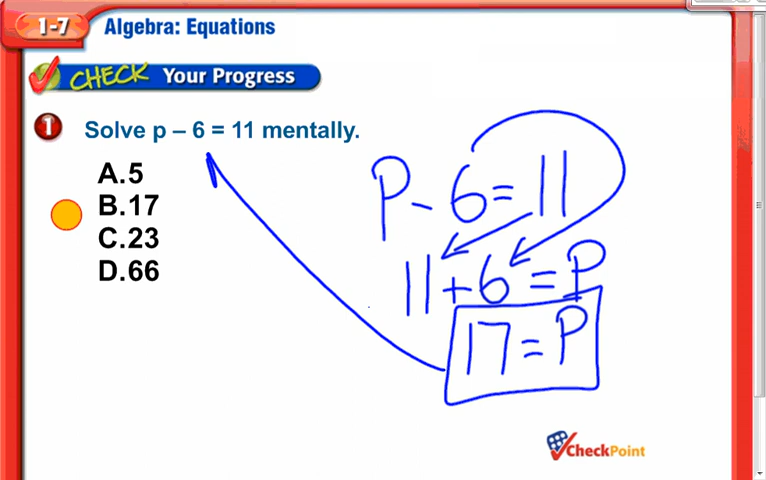 1-7 Algebra: Equations
CHECK Your Progress
1 Solve p – 6 = 11 mentally.
A.5
B.17
C.23
D.66
P - 6 = 11
11 + 6 = P
17 = P
CheckPoint